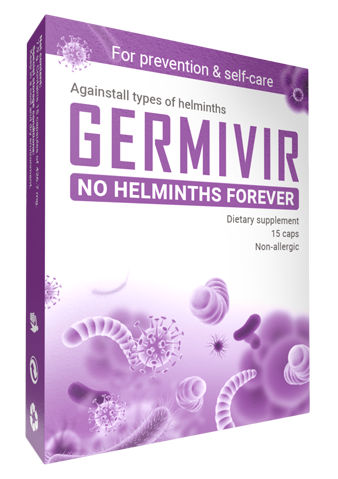 For prevention & self-care
Againstall types of helminths
GERMIVIR
NO HELMINTHS FOREVER
Dietary supplement
15 caps
Non-allergic